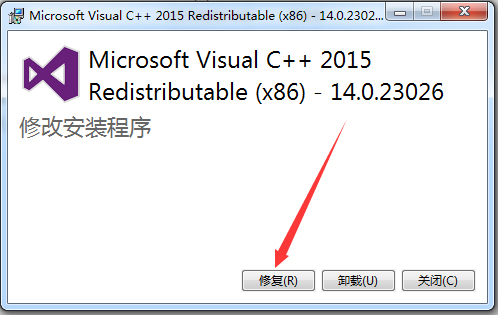 Microsoft Visual C++ 2015 Redistributable (x86) - 14.0.2302...
Microsoft Visual C++ 2015
Redistributable (x86) - 14.0.23026
修改安装程序
修复(R) 卸载(U) 关闭(C)